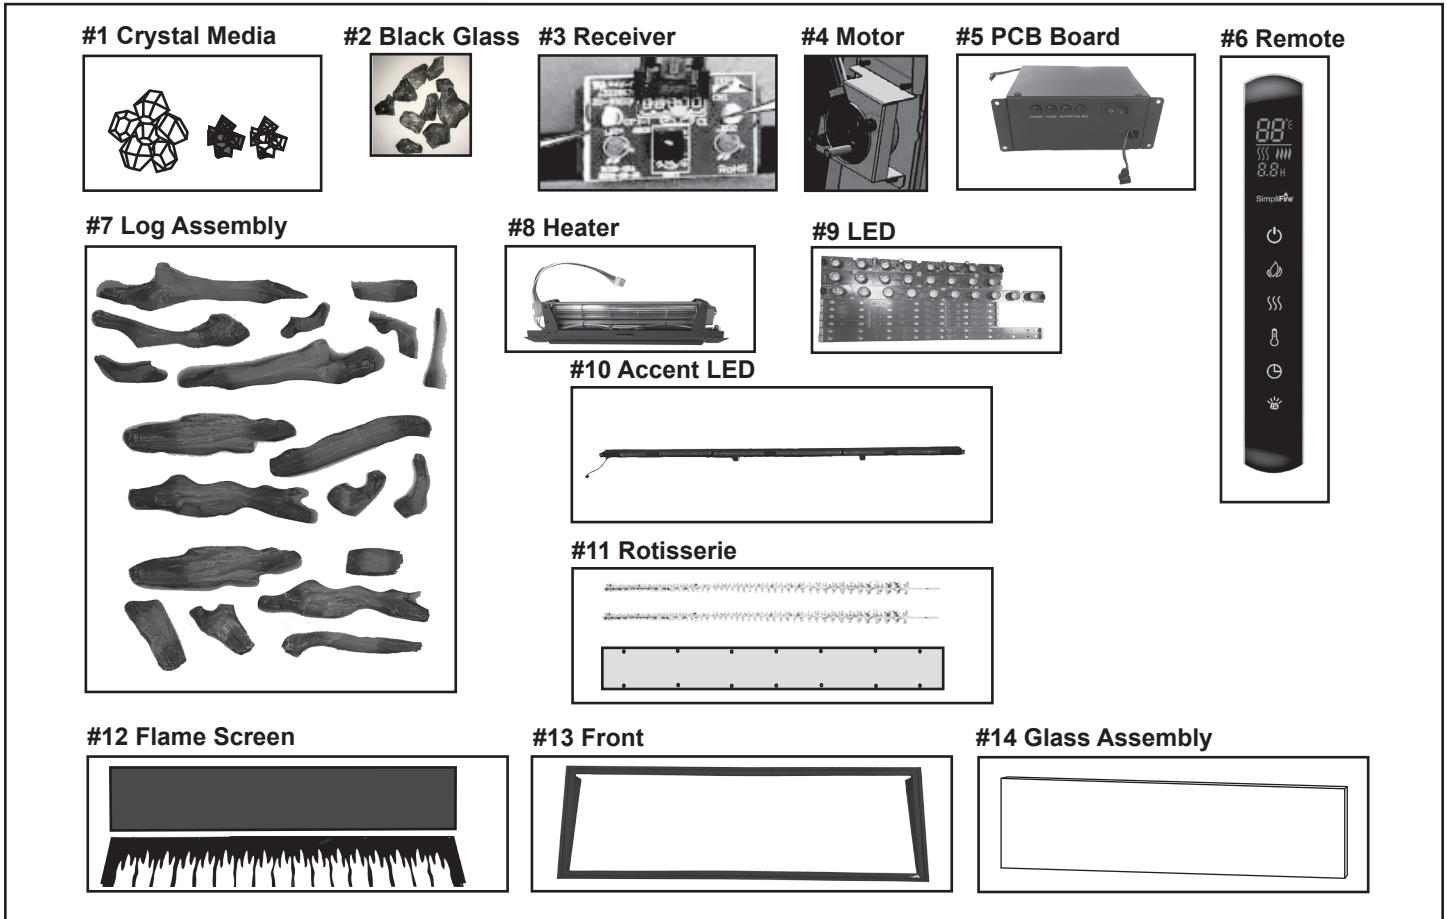 #1 Crystal Media
#2 Black Glass
#3 Receiver
#4 Motor
#5 PCB Board
#6 Remote
RoHS
88
°F
8.8H
SimpliFire
#7 Log Assembly
#8 Heater
#9 LED
#10 Accent LED
#11 Rotisserie
#12 Flame Screen
#13 Front
#14 Glass Assembly